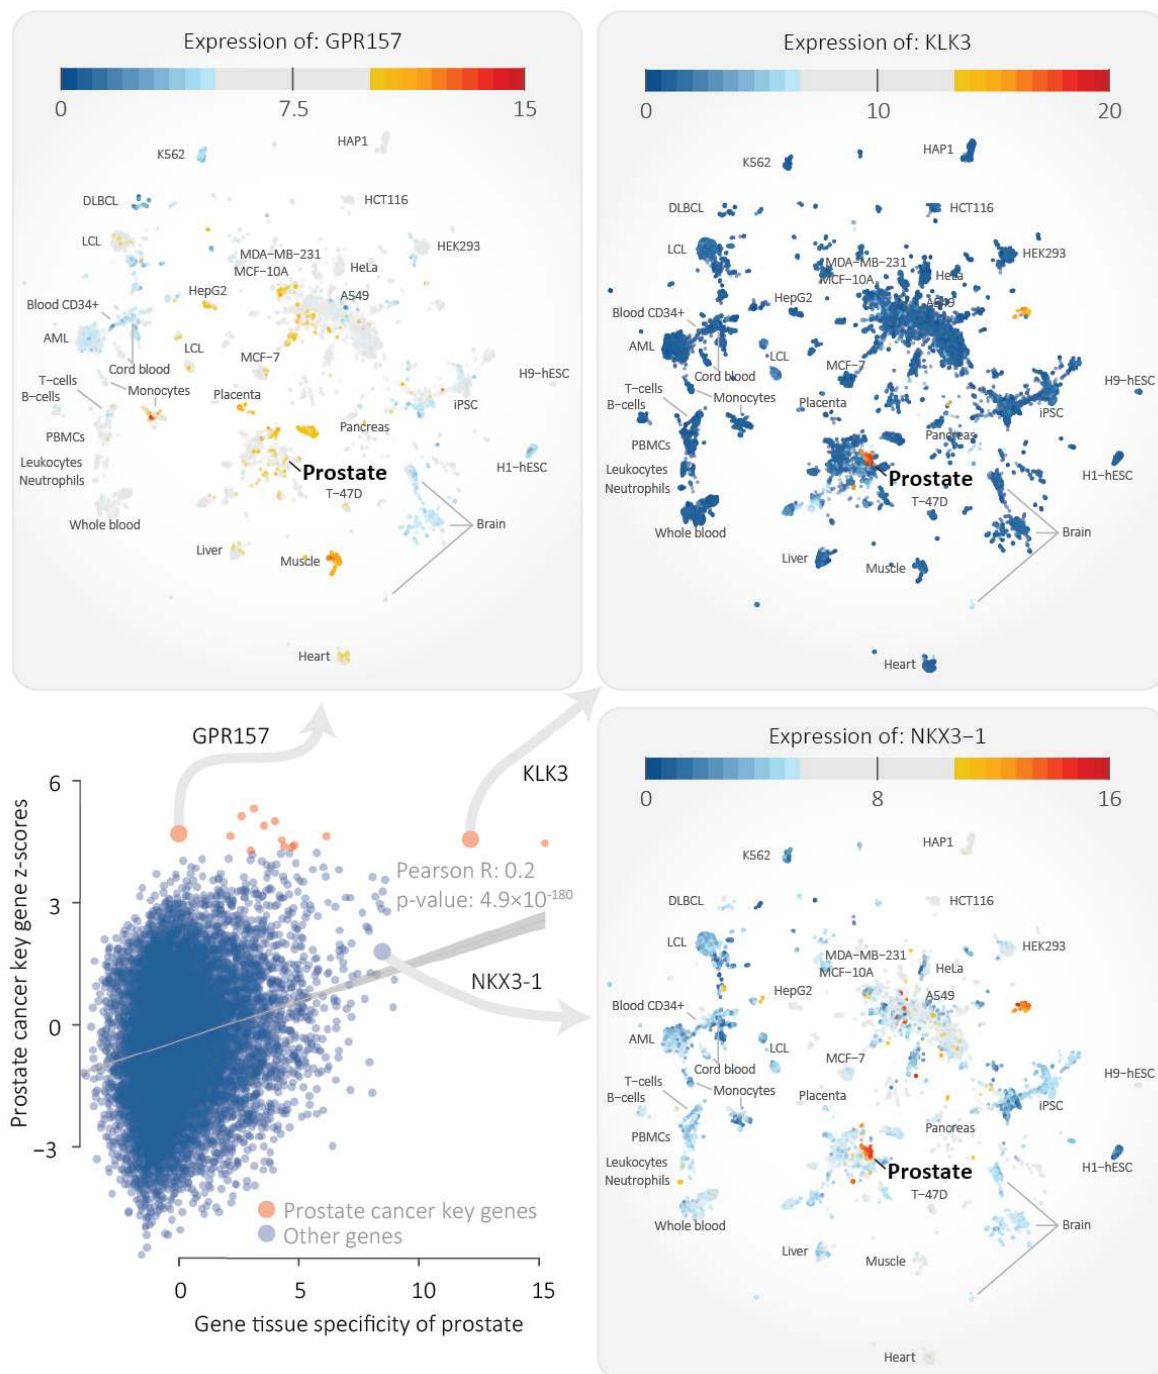 Expression of: GPR157
0 7.5 15
HAP1
K562
DLBCL
HCT116
LCL
HEK293
MDA−MB−231
MCF−10A
HeLa
HepG2
A549
Blood CD34+
AML
LCL
MCF−7
Cord blood
H9−hESC
T−cells
Monocytes
B−cells
Placenta
iPSC
Pancreas
PBMCs
Leukocytes
Prostate
H1−hESC
Neutrophils
T−47D
Whole blood
Brain
Liver
Muscle
Heart
Expression of: KLK3
0 10 20
HAP1
K562
DLBCL
HCT116
LCL
HEK293
MDA−MB−231
MCF−10A
HeLa
HepG2
A549
Blood CD34+
AML
LCL
MCF−7
Cord blood
H9−hESC
T−cells
Monocytes
B−cells
Placenta
iPSC
Pancreas
PBMCs
Leukocytes
Prostate
H1−hESC
Neutrophils
T−47D
Whole blood
Brain
Liver
Muscle
Heart
GPR157
KLK3
6
3
0
−3
Prostate cancer key gene z-scores
Pearson R: 0.2
p-value: 4.9×10-180
NKX3-1
Prostate cancer key genes
Other genes
0 5 10 15
Gene tissue specificity of prostate
Expression of: NKX3−1
0 8 16
HAP1
K562
DLBCL
HCT116
LCL
HEK293
MDA−MB−231
MCF−10A
HeLa
HepG2
A549
Blood CD34+
AML
LCL
MCF−7
Cord blood
H9−hESC
T−cells
Monocytes
B−cells
Placenta
iPSC
Panoreas
PBMCs
Leukocytes
Prostate
H1−hESC
Neutrophils
T−47D
Whole blood
Brain
Liver
Muscle
Heart